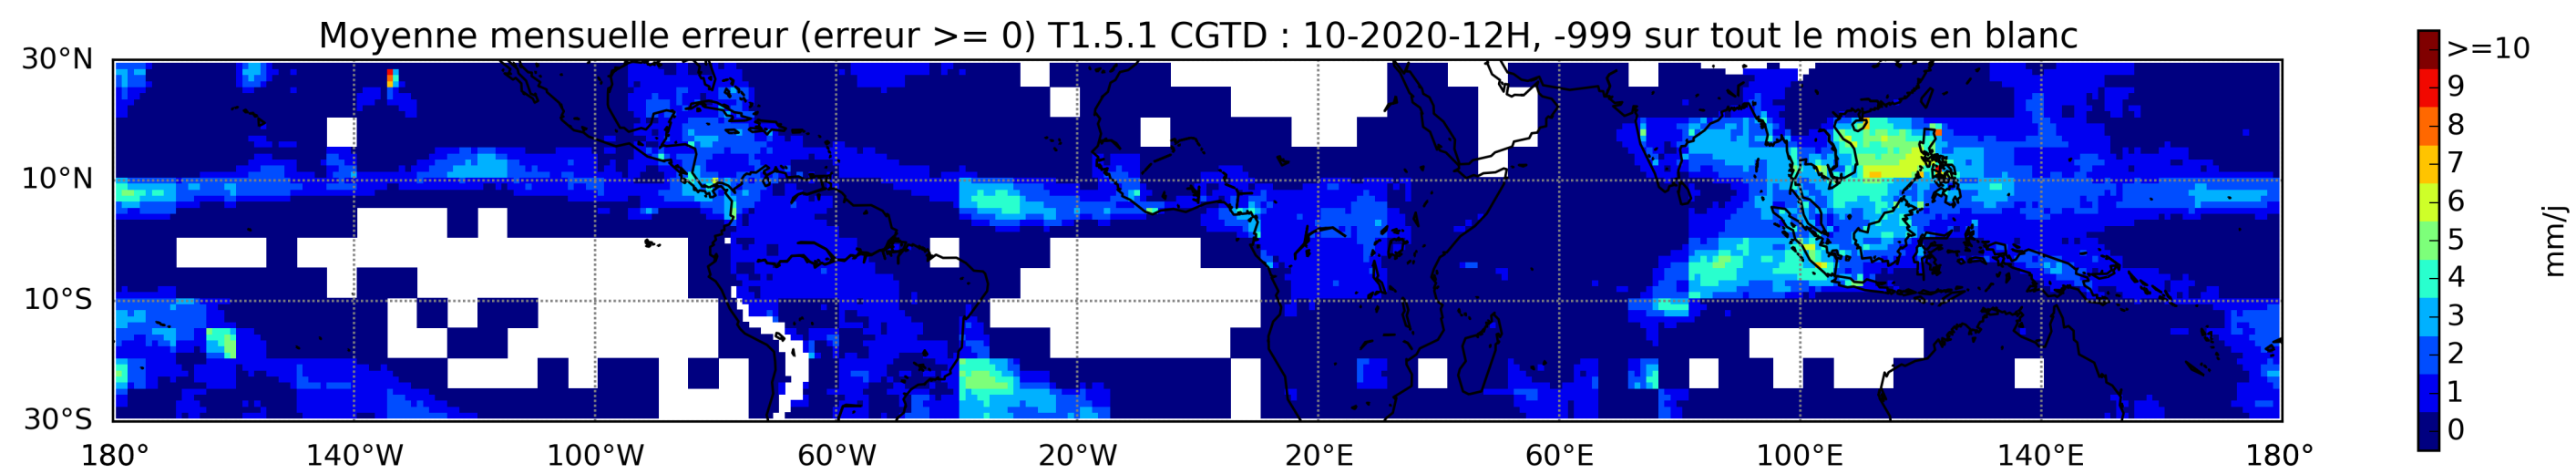 Moyenne mensuelle erreur (erreur >= 0) T1.5.1 CGTD : 10-2020-12H, -999 sur tout le mois en blanc
30°N
10°N
10°S
30°S
180°
140°W
100°W
60°W
20°W
20°E
60°E
100°E
140°E
180°
>=10
9
8
7
6
5
4
3
2
1
0
mm/j